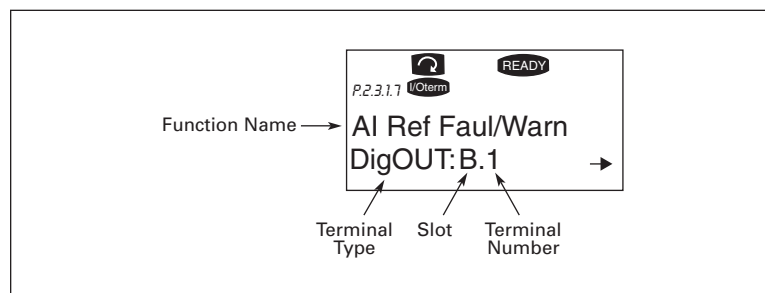 READY
P.2.3.1.7 I/Oterm
Function Name
AI Ref Faul/Warn
DigOUT:B.1
Terminal Type
Slot
Terminal Number